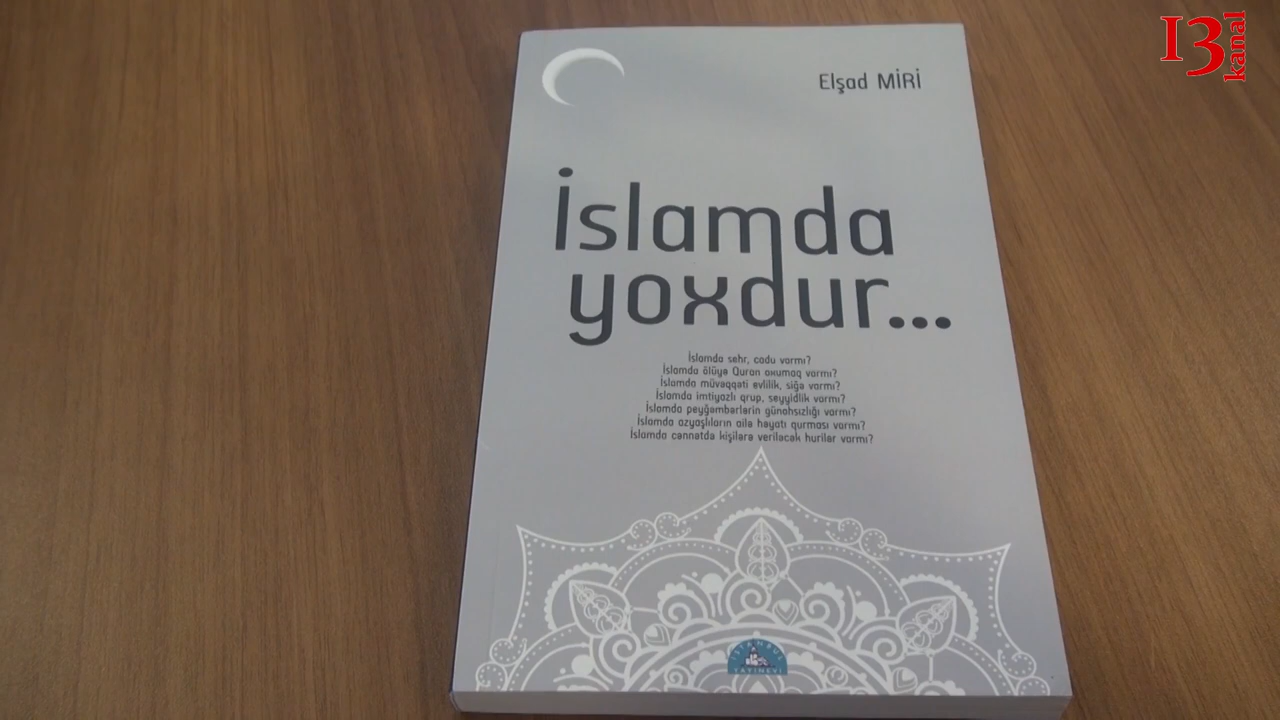 13 kanal
Elşad MİRİ
İslamda
yoxdur...
İslamda sehr, cadu varmı?
İslamda ölüyə Quran oxumaq varmı?
İslamda müvəqqəti evlilik, siğə varmı?
İslamda imtiyazlı qrup, seyyidlik varmı?
İslamda peyğəmbərlərin günahsızlığı varmı?
İslamda azyaşlıların ailə həyatı qurması varmı?
İslamda cənnətdə kişilərə veriləcək hurilər varmı?
İSTANBUL
YAYINEVİ